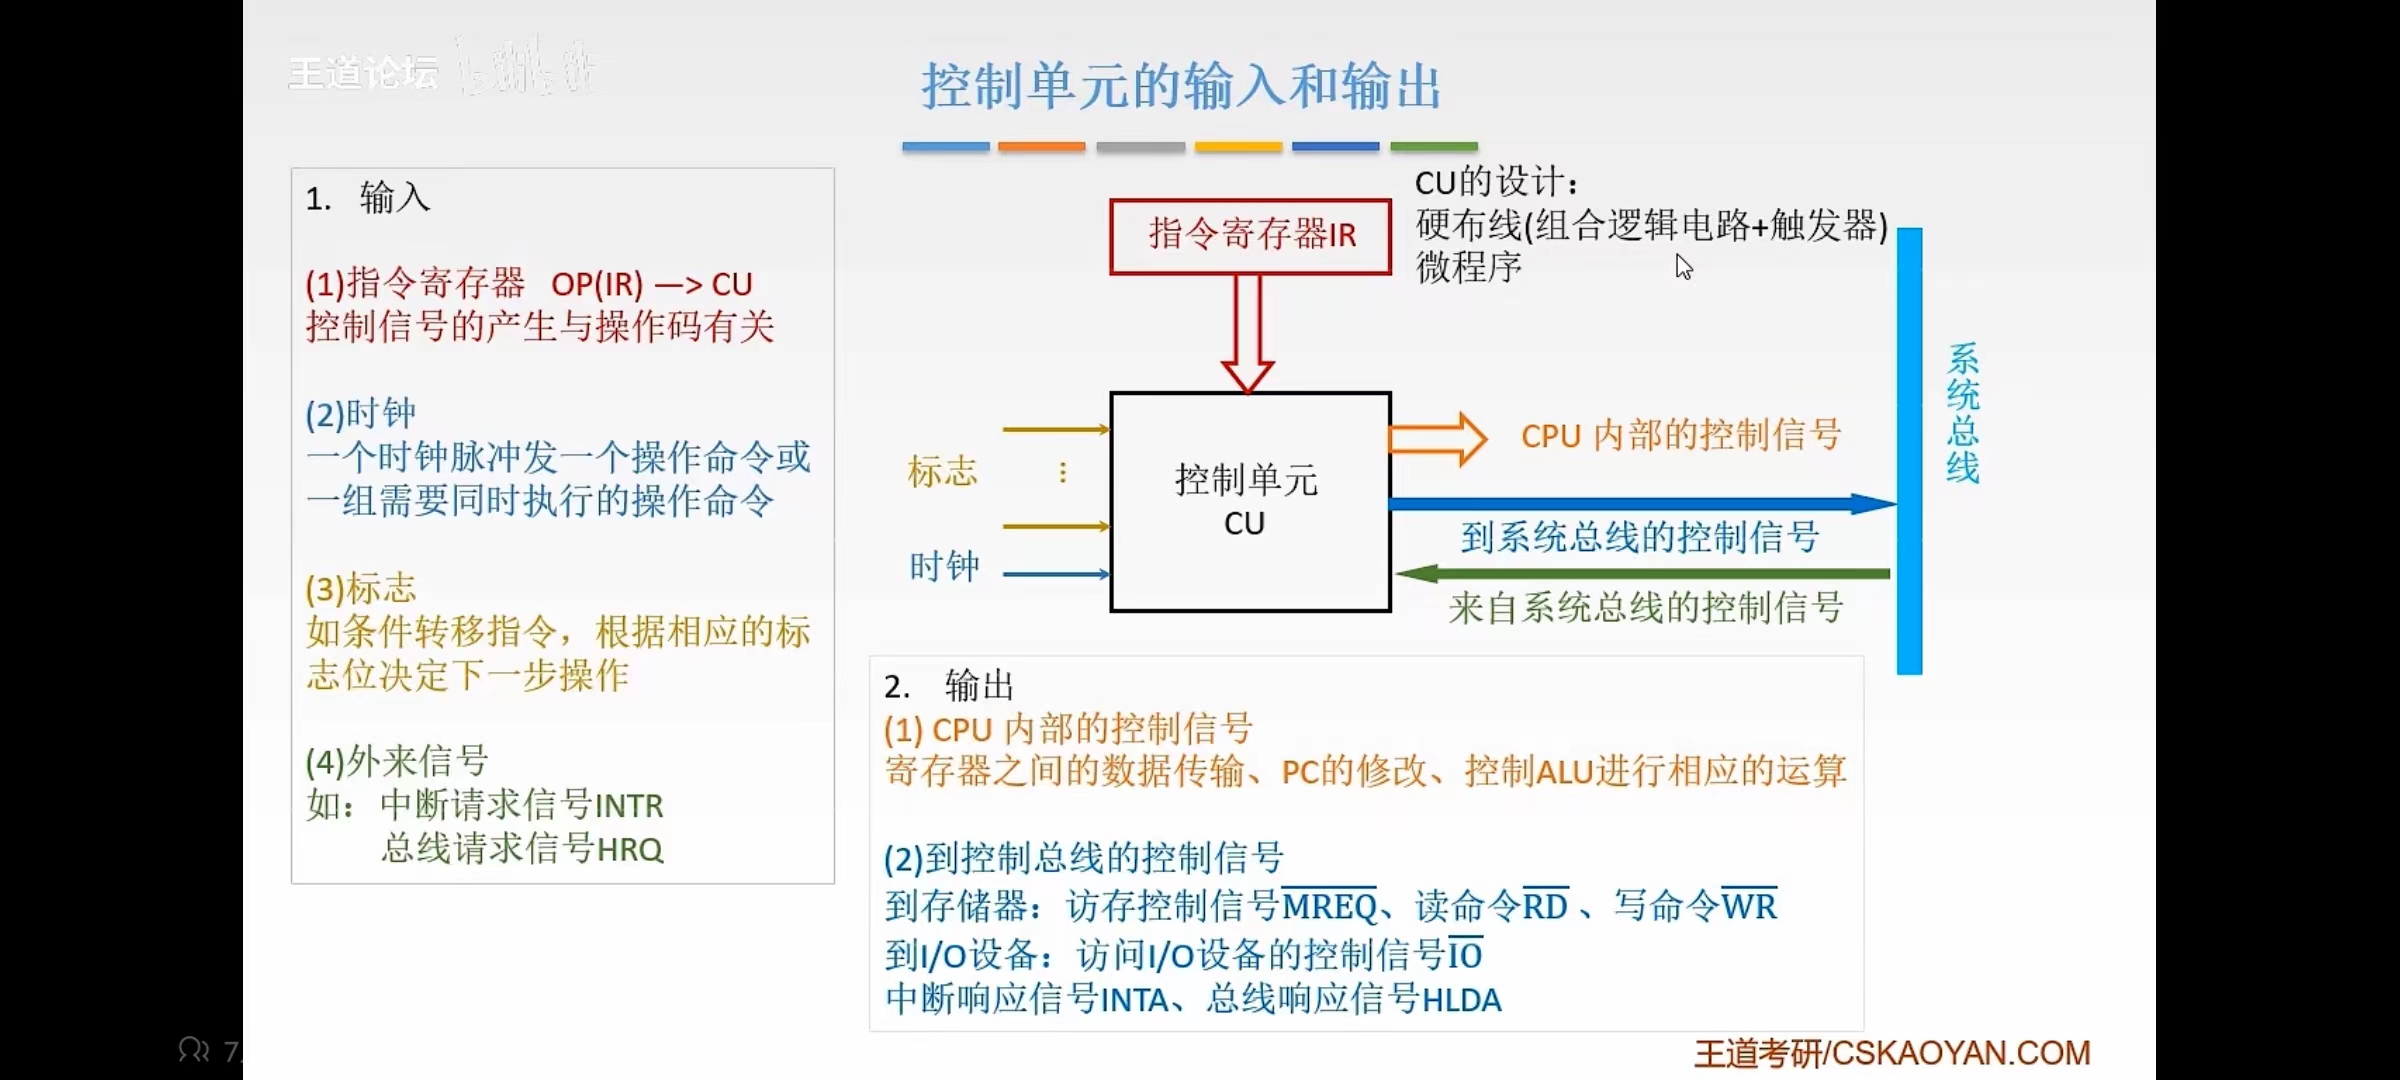 王道论坛
控制单元的输入和输出
1. 输入
(1)指令寄存器 OP(IR) —> CU
控制信号的产生与操作码有关
(2)时钟
一个时钟脉冲发一个操作命令或
一组需要同时执行的操作命令
(3)标志
如条件转移指令，根据相应的标
志位决定下一步操作
(4)外来信号
如：中断请求信号INTR
总线请求信号HRQ
指令寄存器IR
CU的设计：
硬布线(组合逻辑电路+触发器)
微程序
标志
时钟
控制单元
CU
CPU 内部的控制信号
到系统总线的控制信号
来自系统总线的控制信号
系统总线
2. 输出
(1) CPU 内部的控制信号
寄存器之间的数据传输、PC的修改、控制ALU进行相应的运算
(2)到控制总线的控制信号
到存储器：访存控制信号M̅R̅E̅Q̅、读命令R̅D̅ 、写命令W̅R̅
到I/O设备：访问I/O设备的控制信号I̅O̅
中断响应信号INTA、总线响应信号HLDA
王道考研/CSKAOYAN.COM